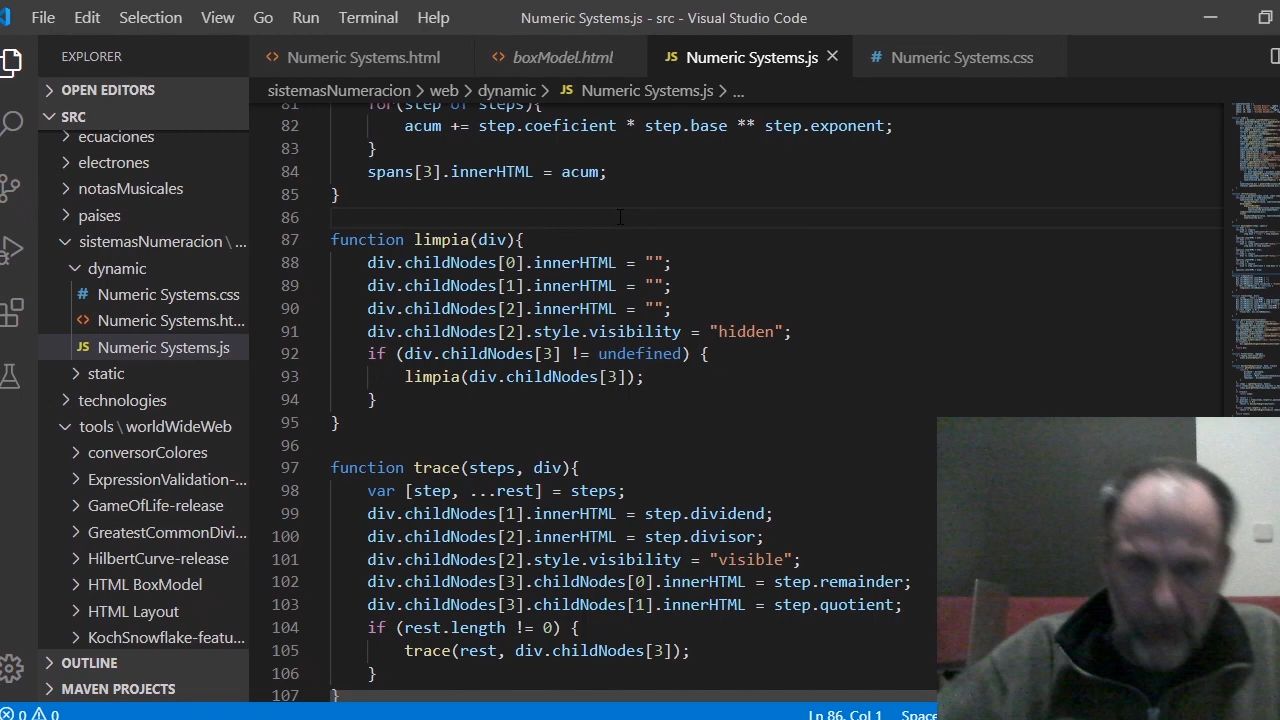 File Edit Selection View Go Run Terminal Help Numeric Systems.js - src - Visual Studio Code
EXPLORER
OPEN EDITORS
SRC
ecuaciones
electrones
notasMusicales
paises
sistemasNumeracion \ ...
dynamic
# Numeric Systems.css
<> Numeric Systems.ht...
JS Numeric Systems.js
static
technologies
tools \ worldWideWeb
conversorColores
ExpressionValidation-...
GameOfLife-release
GreatestCommonDivi...
HilbertCurve-release
HTML BoxModel
HTML Layout
KochSnowflake-featu...
OUTLINE
MAVEN PROJECTS
<> Numeric Systems.html <> boxModel.html JS Numeric Systems.js # Numeric Systems.css
sistemasNumeracion > web > dynamic > JS Numeric Systems.js > ...
81 for(step of steps){
82 acum += step.coeficient * step.base ** step.exponent;
83 }
84 spans[3].innerHTML = acum;
85 }
86
87 function limpia(div){
88 div.childNodes[0].innerHTML = "";
89 div.childNodes[1].innerHTML = "";
90 div.childNodes[2].innerHTML = "";
91 div.childNodes[2].style.visibility = "hidden";
92 if (div.childNodes[3] != undefined) {
93 limpia(div.childNodes[3]);
94 }
95 }
96
97 function trace(steps, div){
98 var [step, ...rest] = steps;
99 div.childNodes[1].innerHTML = step.dividend;
100 div.childNodes[2].innerHTML = step.divisor;
101 div.childNodes[2].style.visibility = "visible";
102 div.childNodes[3].childNodes[0].innerHTML = step.remainder;
103 div.childNodes[3].childNodes[1].innerHTML = step.quotient;
104 if (rest.length != 0) {
105 trace(rest, div.childNodes[3]);
106 }
107 }
0 0 Ln 86, Col 1